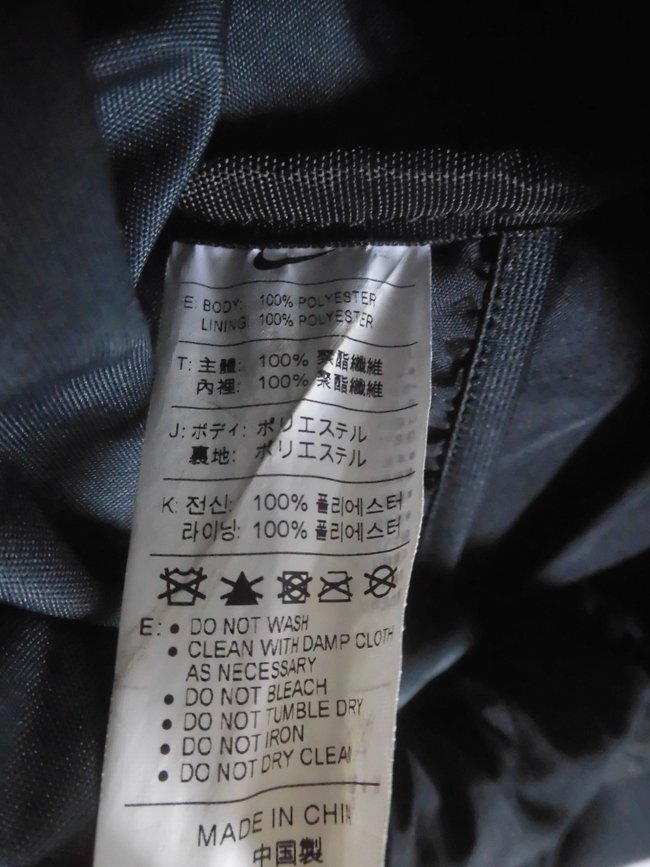 E: BODY: 100% POLYESTER
LINING: 100% POLYESTER
T: 主體: 100% 聚酯纖維
內裡: 100% 聚酯纖維
J: ボディ: ポリエステル
裏地: ポリエステル
K: 전신: 100% 폴리에스터
라이닝: 100% 폴리에스터
E: • DO NOT WASH
• CLEAN WITH DAMP CLOTH
AS NECESSARY
• DO NOT BLEACH
• DO NOT TUMBLE DRY
• DO NOT IRON
• DO NOT DRY CLEAN
MADE IN CHIN
中国製